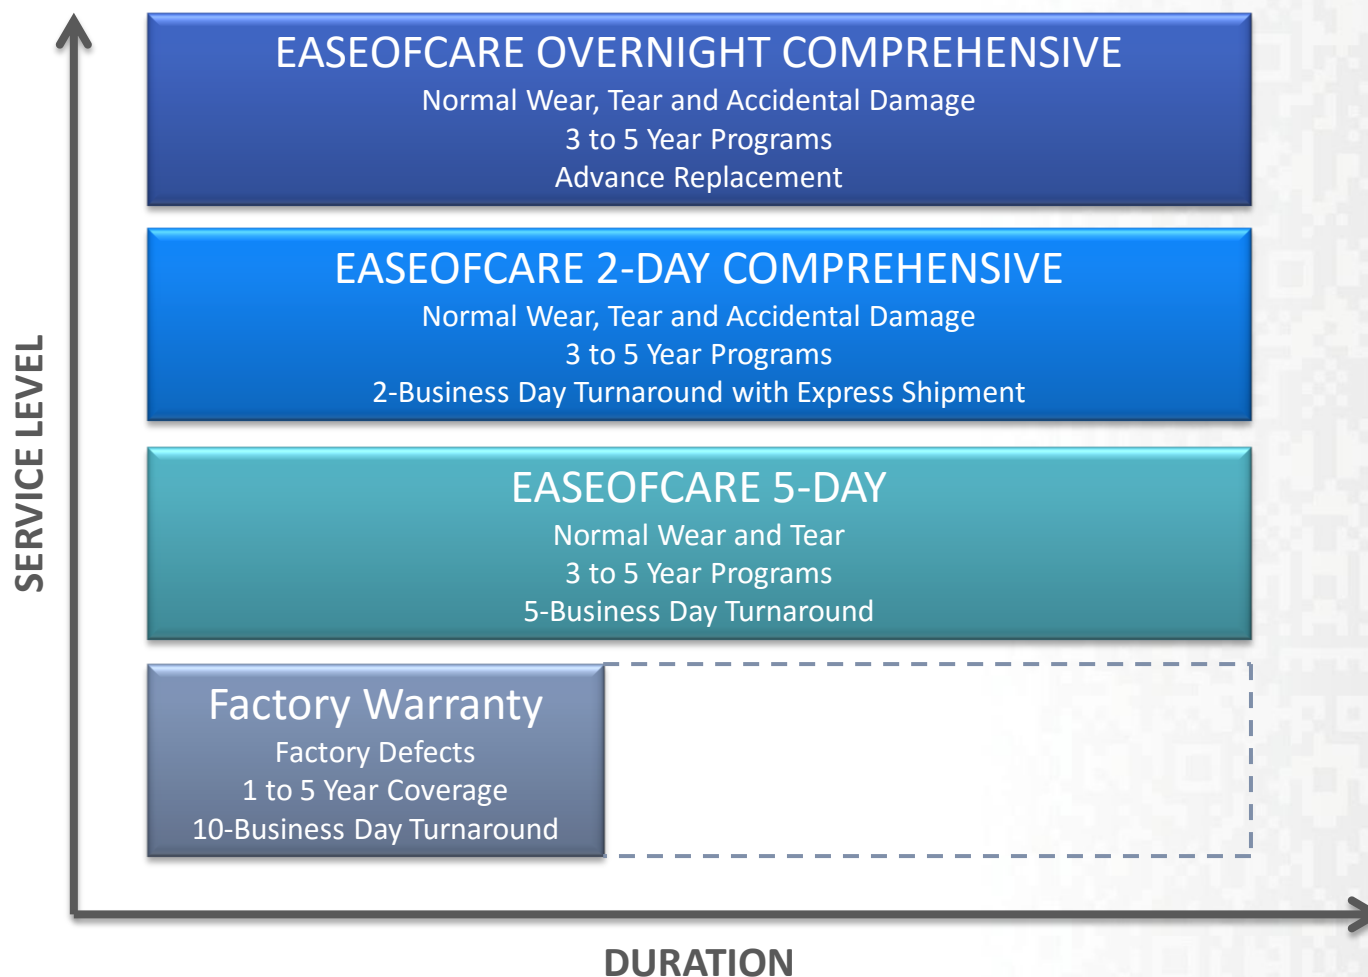 EASEOFCARE OVERNIGHT COMPREHENSIVE
Normal Wear, Tear and Accidental Damage
3 to 5 Year Programs
Advance Replacement
EASEOFCARE 2-DAY COMPREHENSIVE
Normal Wear, Tear and Accidental Damage
3 to 5 Year Programs
2-Business Day Turnaround with Express Shipment
EASEOFCARE 5-DAY
Normal Wear and Tear
3 to 5 Year Programs
5-Business Day Turnaround
Factory Warranty
Factory Defects
1 to 5 Year Coverage
10-Business Day Turnaround
SERVICE LEVEL
DURATION